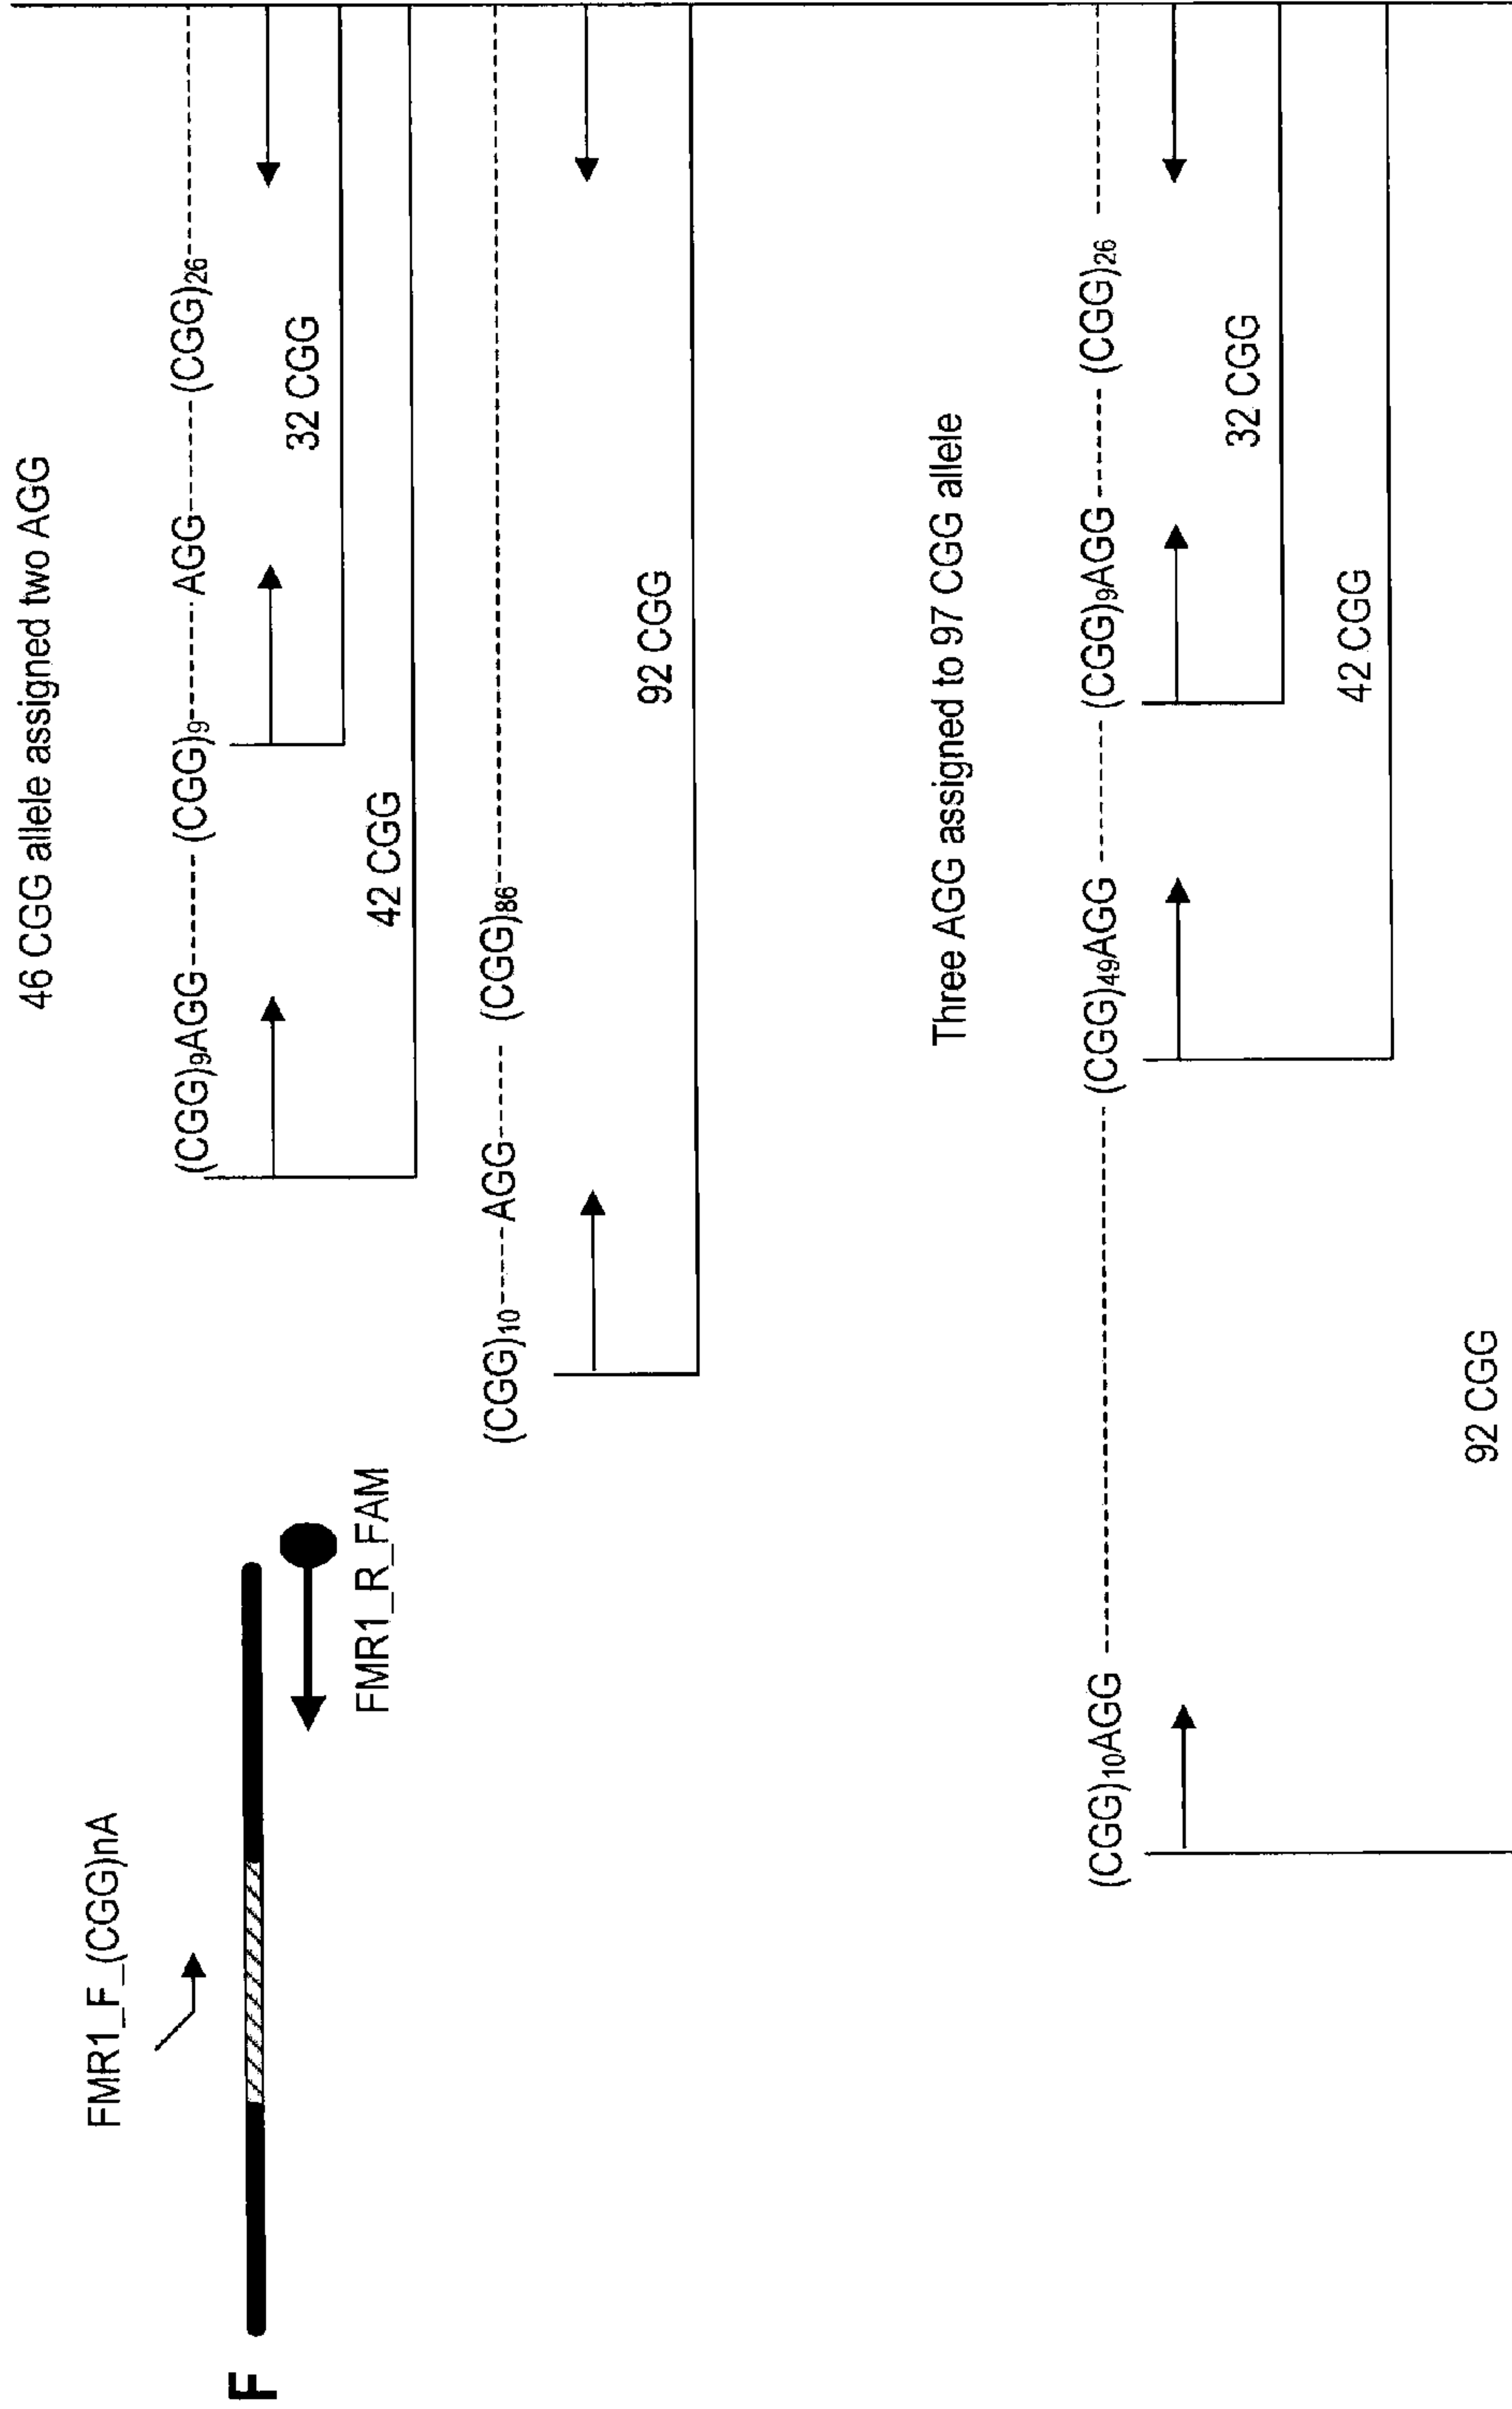 F
FMR1_F_(CGG)nA
FMR1_R_FAM
46 CGG allele assigned two AGG
(CGG)9AGG (CGG)9 AGG (CGG)26
32 CGG
42 CGG
(CGG)10 AGG (CGG)86
92 CGG
Three AGG assigned to 97 CGG allele
(CGG)10AGG (CGG)49AGG (CGG)9AGG (CGG)26
32 CGG
42 CGG
92 CGG